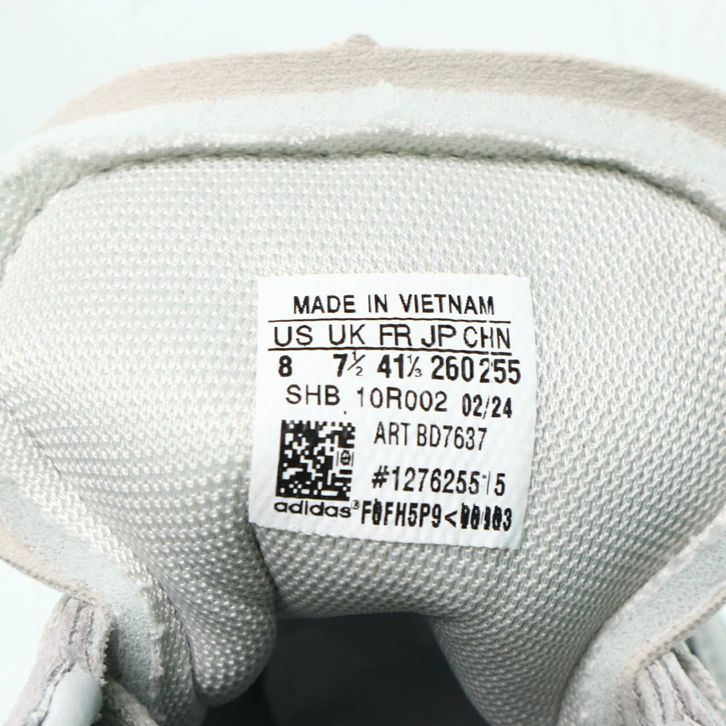 MADE IN VIETNAM
US UK FR JP CHN
8 7½ 41⅓ 260 255
SHB. 10R002 02/24
ART BD7637
adidas®